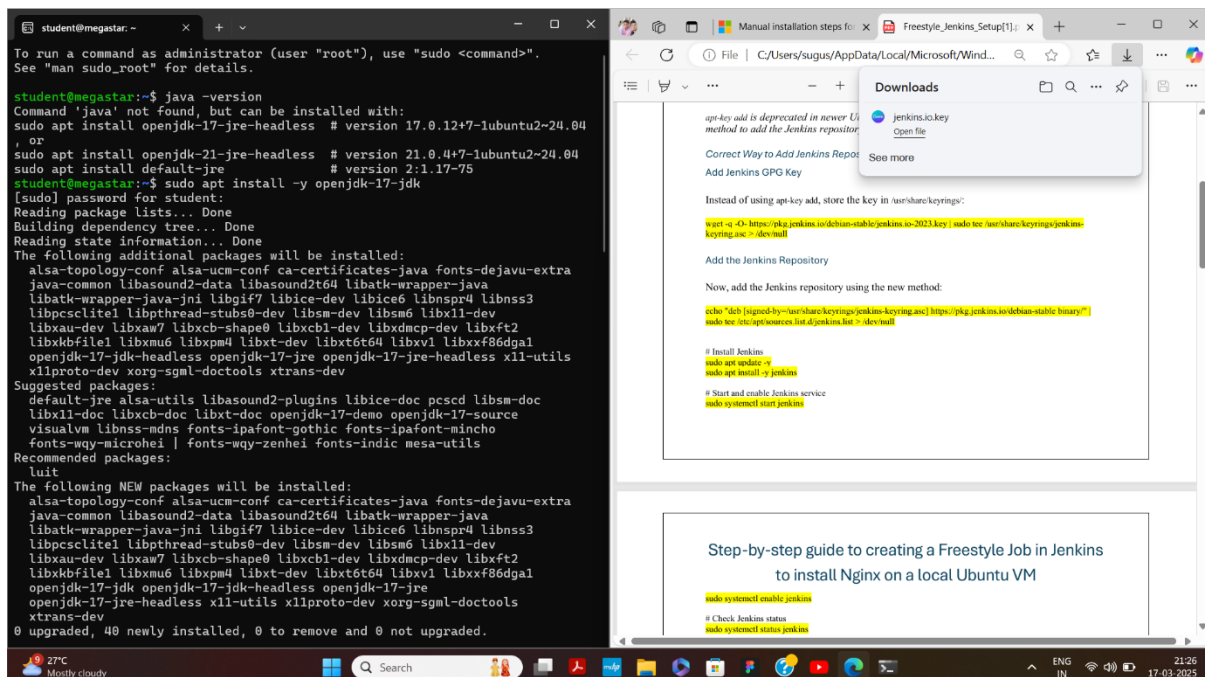 student@megastar: ~
To run a command as administrator (user "root"), use "sudo <command>".
See "man sudo_root" for details.
student@megastar:~$ java -version
Command 'java' not found, but can be installed with:
sudo apt install openjdk-17-jre-headless  # version 17.0.12+7-1ubuntu2~24.04
, or
sudo apt install openjdk-21-jre-headless  # version 21.0.4+7-1ubuntu2~24.04
sudo apt install default-jre              # version 2:1.17-75
student@megastar:~$ sudo apt install -y openjdk-17-jdk
[sudo] password for student:
Reading package lists... Done
Building dependency tree... Done
Reading state information... Done
The following additional packages will be installed:
alsa-topology-conf alsa-ucm-conf ca-certificates-java fonts-dejavu-extra
java-common libasound2-data libasound2t64 libatk-wrapper-java
libatk-wrapper-java-jni libgif7 libice-dev libice6 libnspr4 libnss3
libpcsclite1 libpthread-stubs0-dev libsm-dev libsm6 libx11-dev
libxau-dev libxaw7 libxcb-shape0 libxcb1-dev libxdmcp-dev libxft2
libxkbfile1 libxmu6 libxpm4 libxt-dev libxt6t64 libxv1 libxxf86dga1
openjdk-17-jdk-headless openjdk-17-jre openjdk-17-jre-headless x11-utils
x11proto-dev xorg-sgml-doctools xtrans-dev
Suggested packages:
default-jre alsa-utils libasound2-plugins libice-doc pcscd libsm-doc
libx11-doc libxcb-doc libxt-doc openjdk-17-demo openjdk-17-source
visualvm libnss-mdns fonts-ipafont-gothic fonts-ipafont-mincho
fonts-wqy-microhei | fonts-wqy-zenhei fonts-indic mesa-utils
Recommended packages:
luit
The following NEW packages will be installed:
alsa-topology-conf alsa-ucm-conf ca-certificates-java fonts-dejavu-extra
java-common libasound2-data libasound2t64 libatk-wrapper-java
libatk-wrapper-java-jni libgif7 libice-dev libice6 libnspr4 libnss3
libpcsclite1 libpthread-stubs0-dev libsm-dev libsm6 libx11-dev
libxau-dev libxaw7 libxcb-shape0 libxcb1-dev libxdmcp-dev libxft2
libxkbfile1 libxmu6 libxpm4 libxt-dev libxt6t64 libxv1 libxxf86dga1
openjdk-17-jdk openjdk-17-jdk-headless openjdk-17-jre
openjdk-17-jre-headless x11-utils x11proto-dev xorg-sgml-doctools
xtrans-dev
0 upgraded, 40 newly installed, 0 to remove and 0 not upgraded.
Manual installation steps for
Freestyle_Jenkins_Setup[1].p
File | C:/Users/sugus/AppData/Local/Microsoft/Wind...
Downloads
jenkins.io.key
Open file
See more
apt-key add is deprecated in newer U
method to add the Jenkins repositor
Correct Way to Add Jenkins Repos
Add Jenkins GPG Key
Instead of using apt-key add, store the key in /usr/share/keyrings/:
wget -q -O- https://pkg.jenkins.io/debian-stable/jenkins.io-2023.key | sudo tee /usr/share/keyrings/jenkins-
keyring.asc > /dev/null
Add the Jenkins Repository
Now, add the Jenkins repository using the new method:
echo "deb [signed-by=/usr/share/keyrings/jenkins-keyring.asc] https://pkg.jenkins.io/debian-stable binary/" |
sudo tee /etc/apt/sources.list.d/jenkins.list > /dev/null
# Install Jenkins
sudo apt update -y
sudo apt install -y jenkins
# Start and enable Jenkins service
sudo systemctl start jenkins
Step-by-step guide to creating a Freestyle Job in Jenkins
to install Nginx on a local Ubuntu VM
sudo systemctl enable jenkins
# Check Jenkins status
sudo systemctl status jenkins
9
27°C
Mostly cloudy
Search
ENG
IN
21:26
17-03-2025